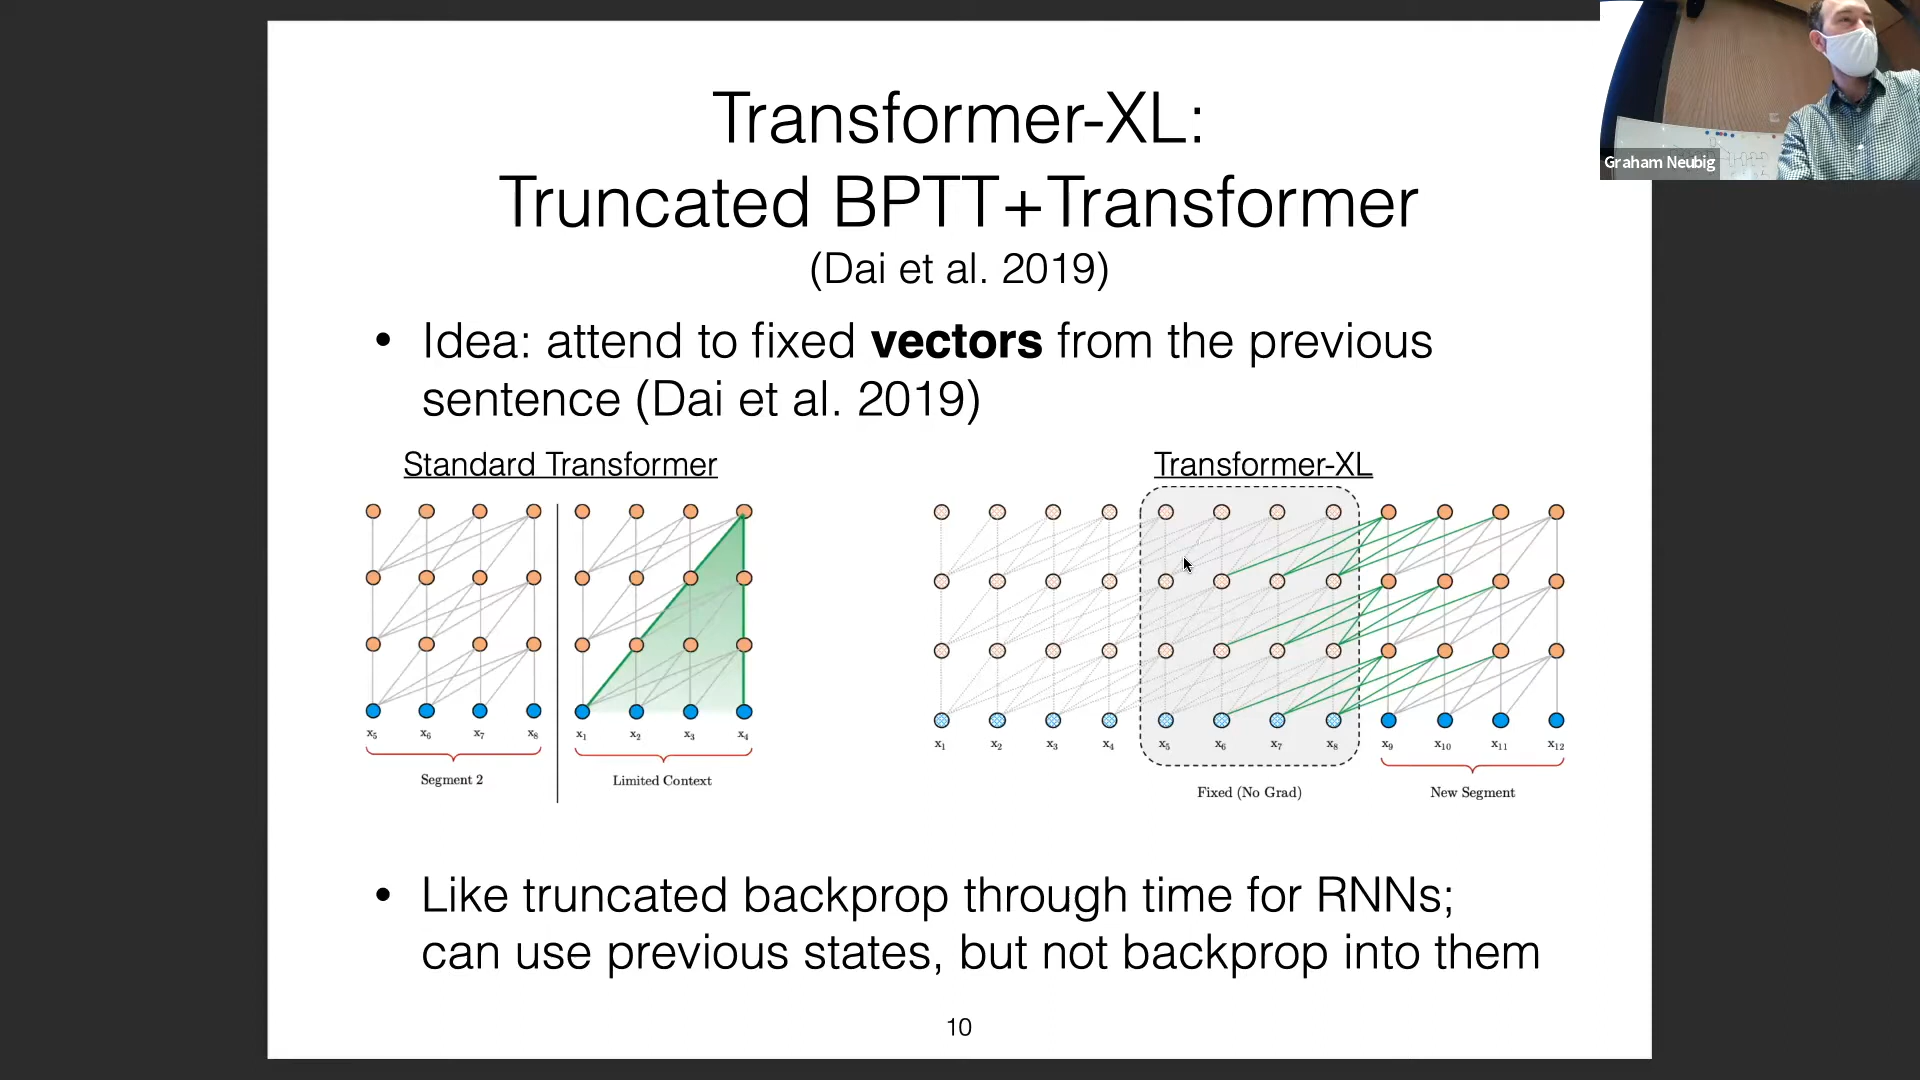 Transformer-XL:
Truncated BPTT+Transformer
(Dai et al. 2019)
• Idea: attend to fixed vectors from the previous
sentence (Dai et al. 2019)
Standard Transformer
Transformer-XL
x5 x6 x7 x8 x1 x2 x3 x4
Segment 2
Limited Context
x1 x2 x3 x4 x5 x6 x7 x8 x9 x10 x11 x12
Fixed (No Grad)
New Segment
• Like truncated backprop through time for RNNs;
can use previous states, but not backprop into them
10
Graham Neubig